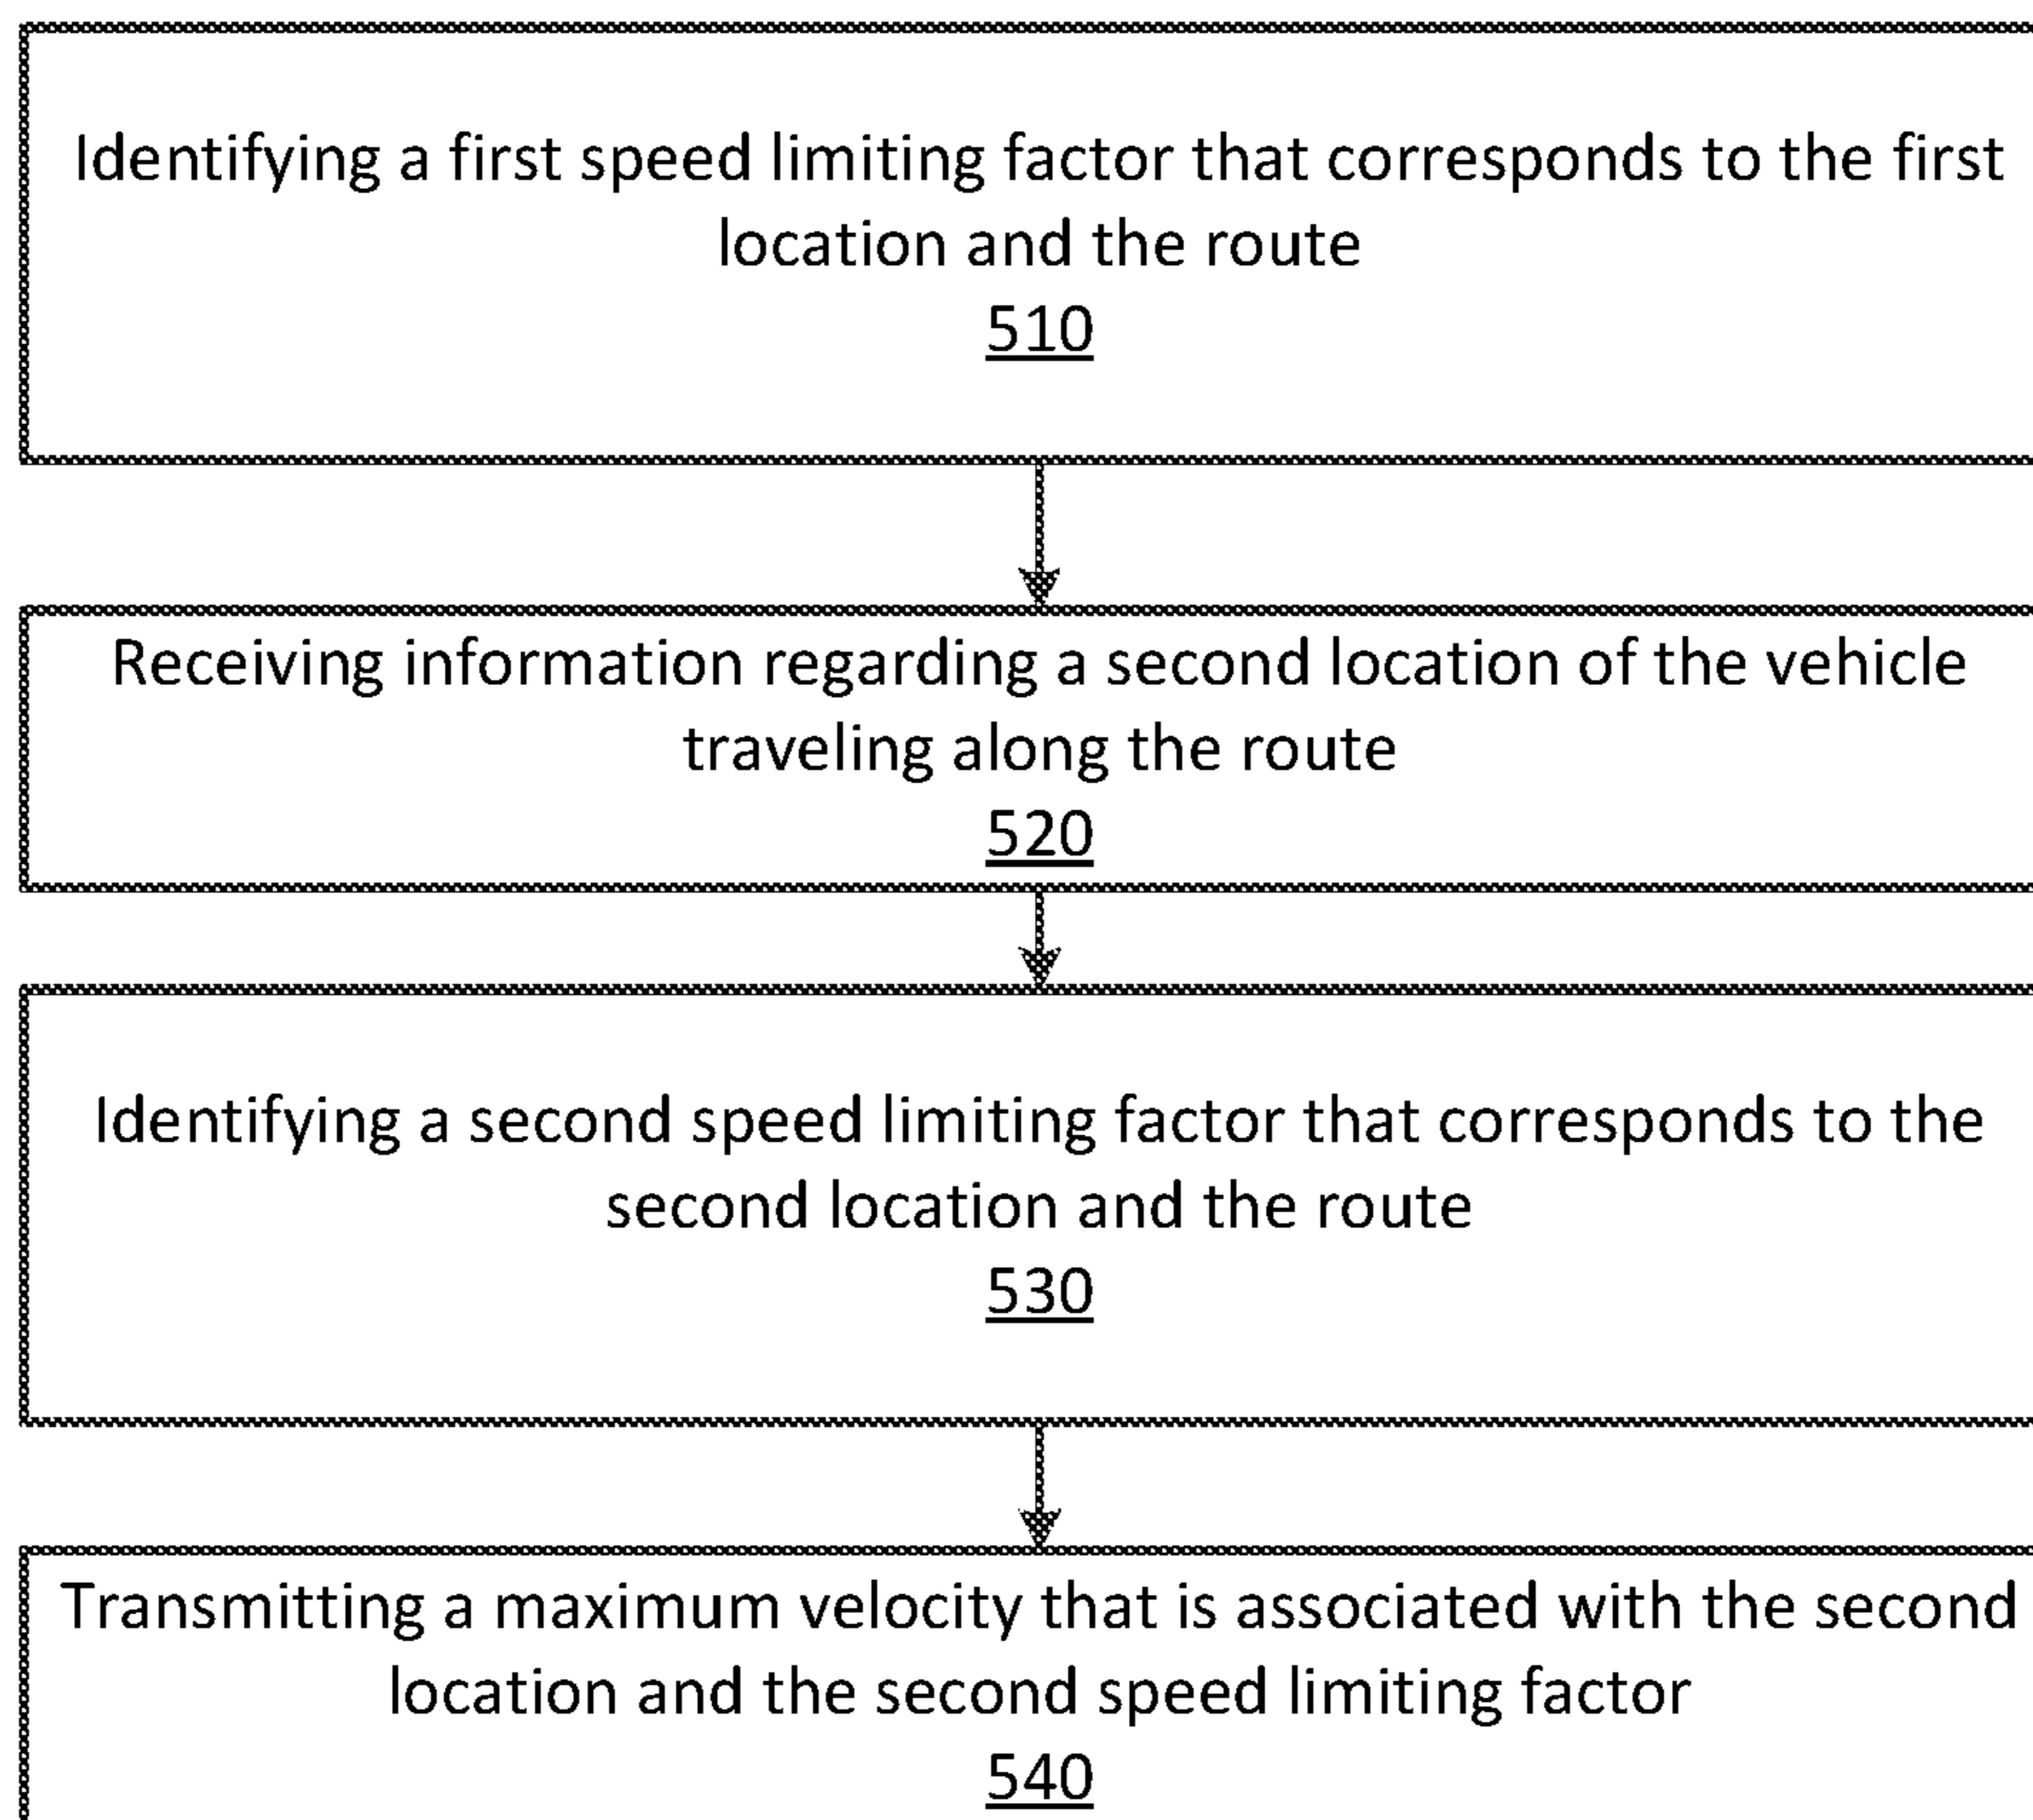 Identifying a first speed limiting factor that corresponds to the first
location and the route
510
Receiving information regarding a second location of the vehicle
traveling along the route
520
Identifying a second speed limiting factor that corresponds to the
second location and the route
530
Transmitting a maximum velocity that is associated with the second
location and the second speed limiting factor
540